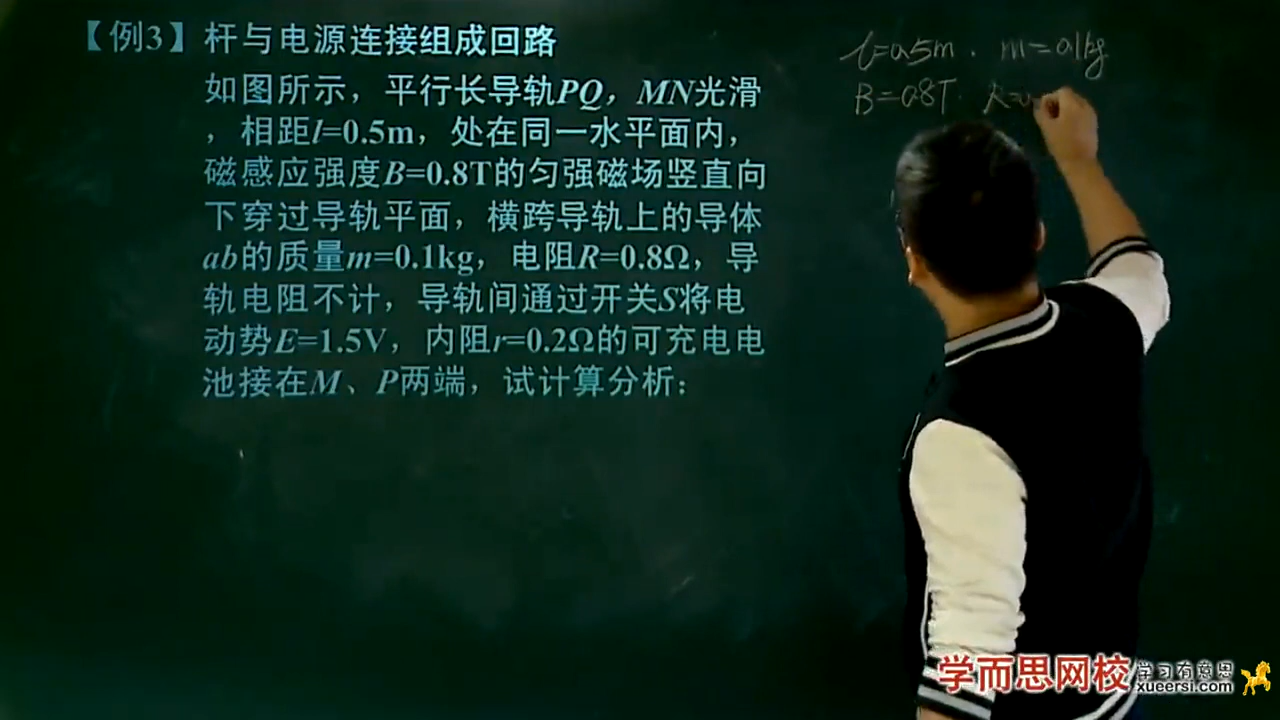 【例3】杆与电源连接组成回路
如图所示，平行长导轨PQ，MN光滑
，相距l=0.5m，处在同一水平面内，
磁感应强度B=0.8T的匀强磁场竖直向
下穿过导轨平面，横跨导轨上的导体
ab的质量m=0.1kg，电阻R=0.8Ω，导
轨电阻不计，导轨间通过开关S将电
动势E=1.5V，内阻r=0.2Ω的可充电电
池接在M、P两端，试计算分析：
l=0.5m. m=0.1kg
B=0.8T. R=0.
学而思网校 学习有意思
xueersi.com